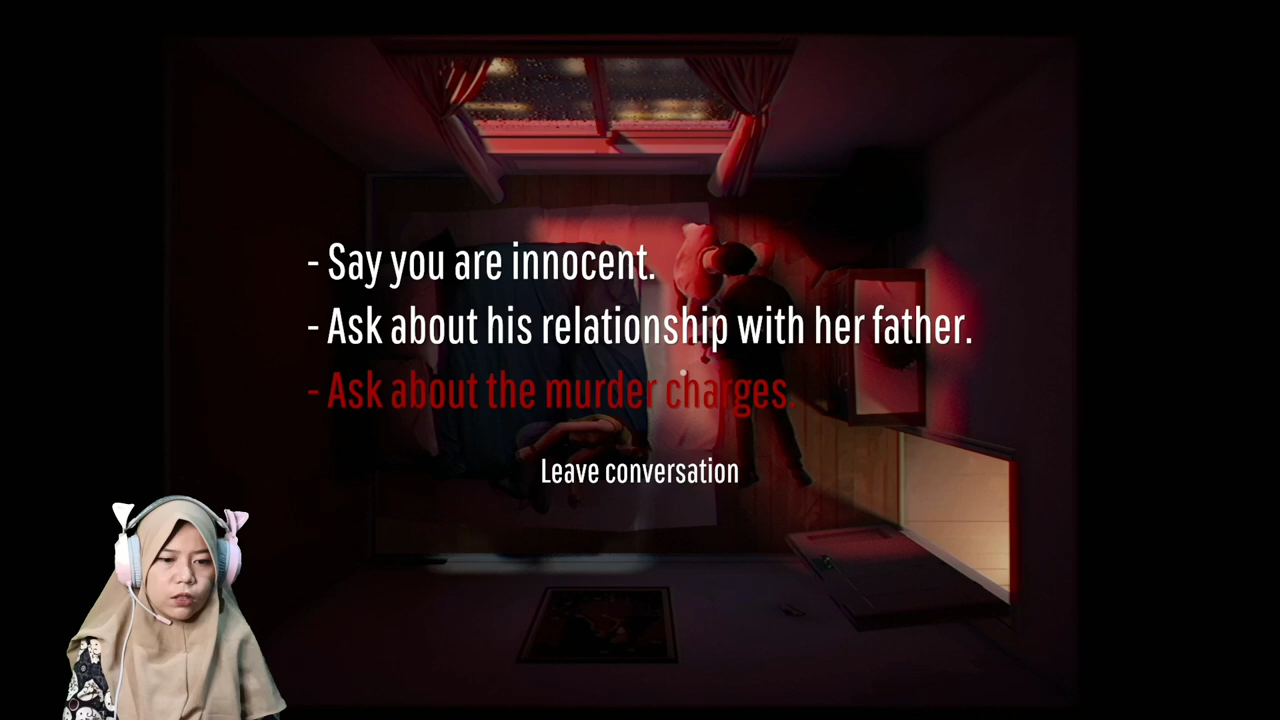 - Say you are innocent.
- Ask about his relationship with her father.
- Ask about the murder charges.
Leave conversation